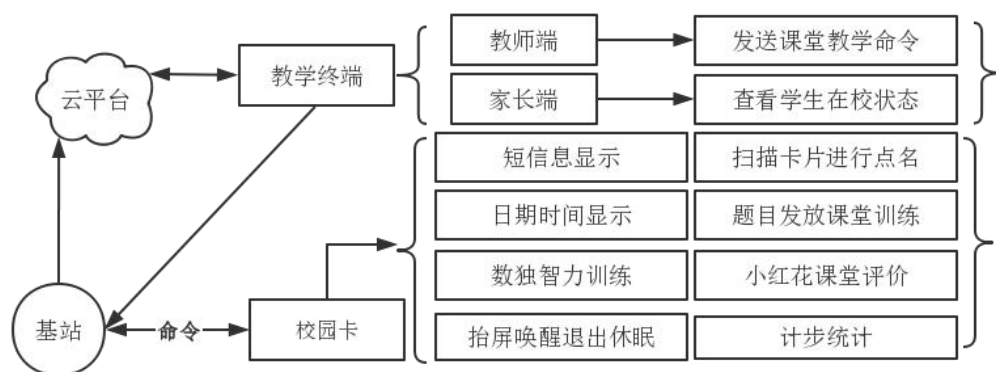 教师端
发送课堂教学命令
云平台
教学终端
家长端
查看学生在校状态
短信息显示
扫描卡片进行点名
日期时间显示
题目发放课堂训练
数独智力训练
小红花课堂评价
基站
命令
校园卡
抬屏唤醒退出休眠
计步统计